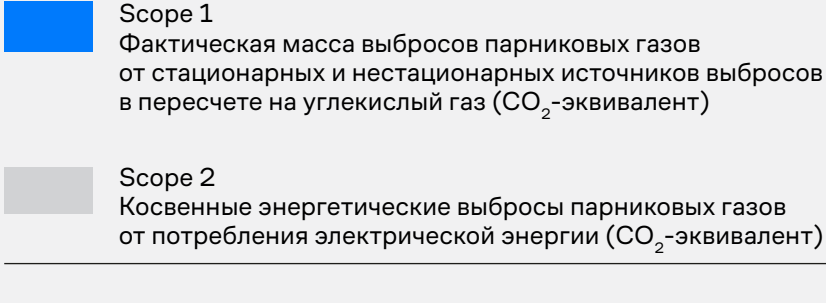 Scope 1
Фактическая масса выбросов парниковых газов
от стационарных и нестационарных источников выбросов
в пересчете на углекислый газ (CO₂-эквивалент)
Scope 2
Косвенные энергетические выбросы парниковых газов
от потребления электрической энергии (CO₂-эквивалент)